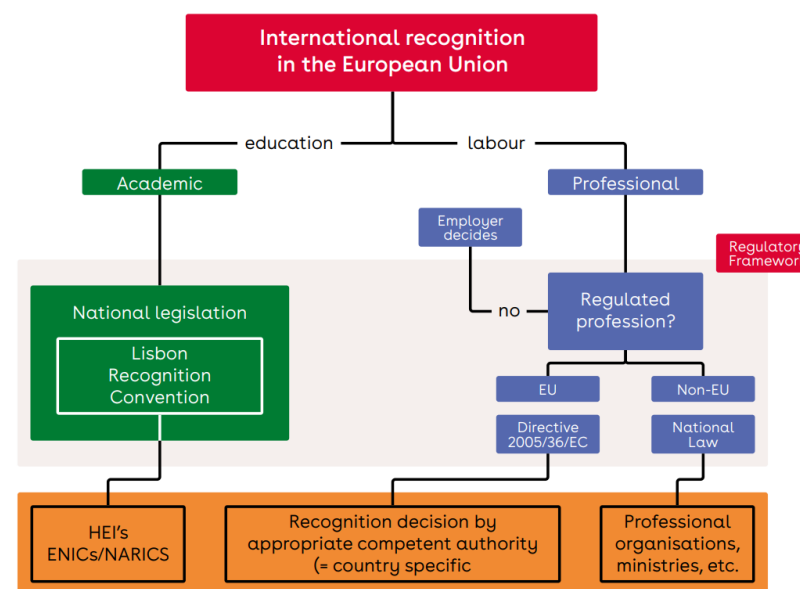 International recognition
in the European Union
education
labour
Academic
Professional
Employer
decides
Regulatory
Framewor
National legislation
Lisbon
Recognition
Convention
no
Regulated
profession?
EU
Non-EU
Directive
2005/36/EC
National
Law
HEI's
ENICs/NARICS
Recognition decision by
appropriate competent authority
(= country specific
Professional
organisations,
ministries, etc.